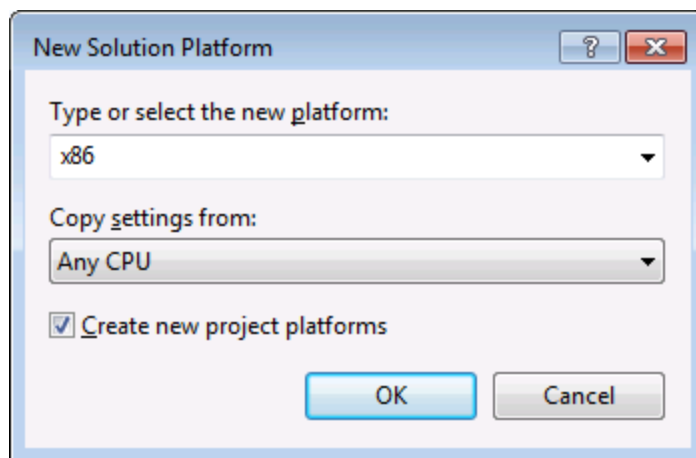 New Solution Platform
Type or select the new platform:
x86
Copy settings from:
Any CPU
Create new project platforms
OK Cancel